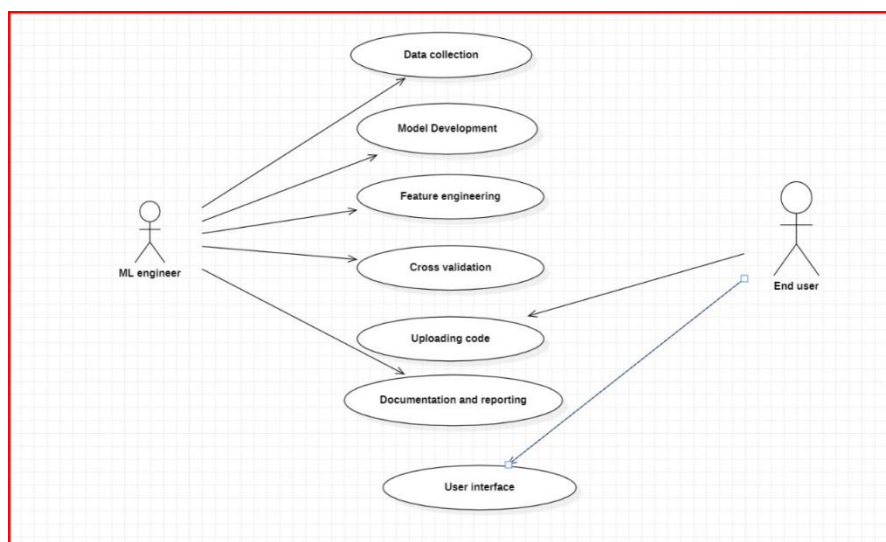 Data collection
Model Development
Feature engineering
ML engineer
Cross validation
End user
Uploading code
Documentation and reporting
User interface